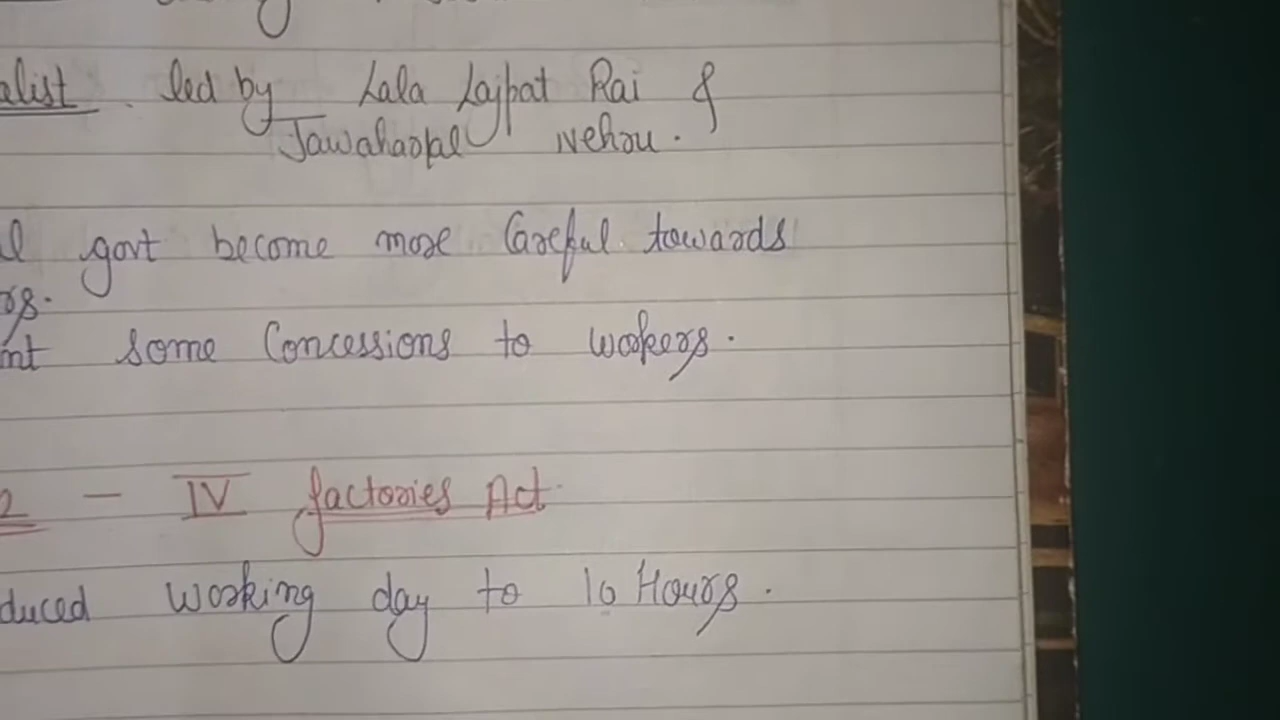 alist. led by Lala Lajpat Rai &
Jawaharlal Nehru.
l govt become more Careful towards
rs.
nt some Concessions to workers.
2 - IV factories Act.
duced working day to 10 Hours.